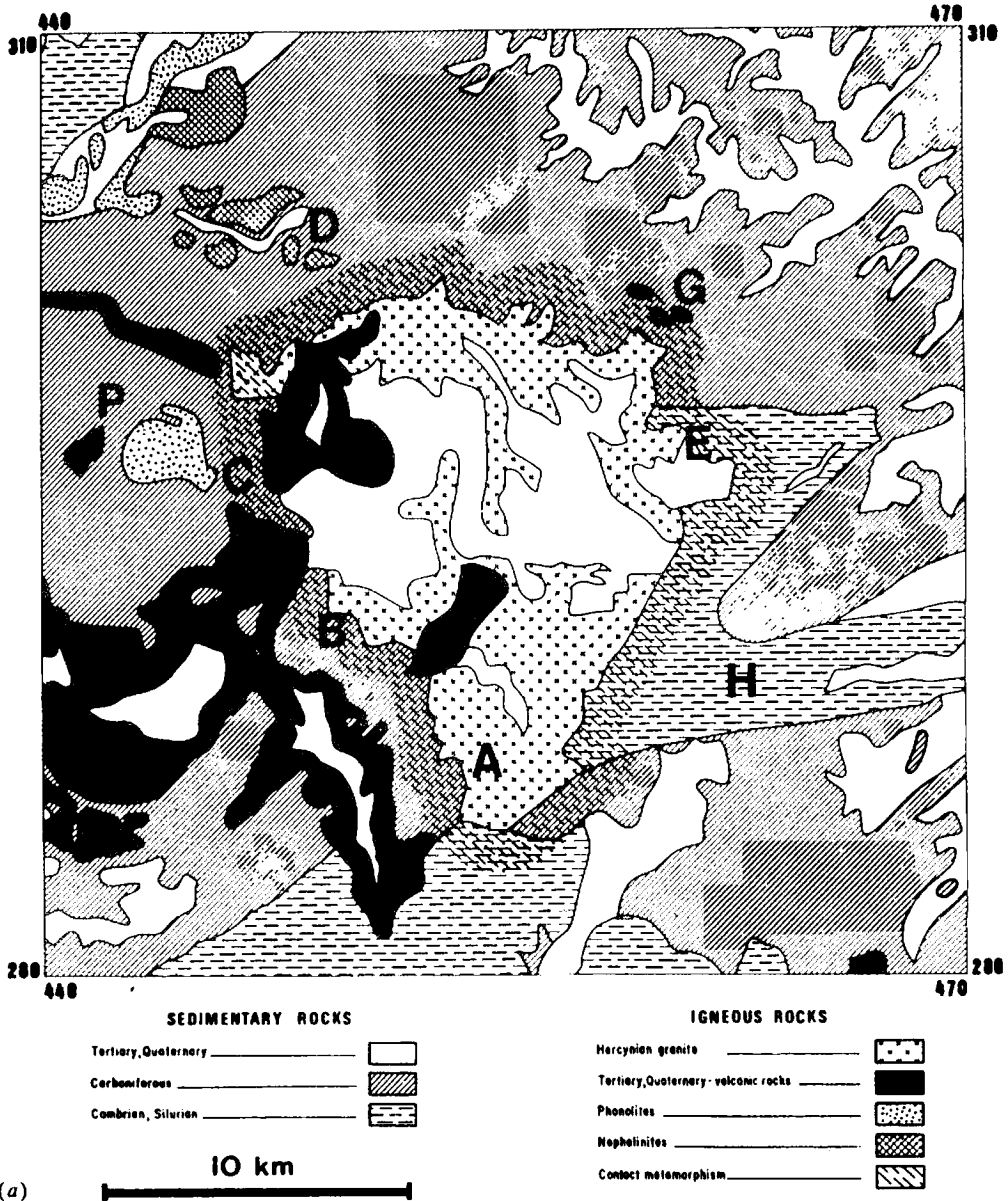 440 470
310 310
D
G
P
E
C
B
H
A
280 280
440 470
SEDIMENTARY ROCKS
Tertiary,Quaternary
Carboniferous
Cambrian, Silurian
10 km
(a)
IGNEOUS ROCKS
Hercynian granite
Tertiary,Quaternary - volcanic rocks
Phonolites
Nephelinites
Contact metamorphism